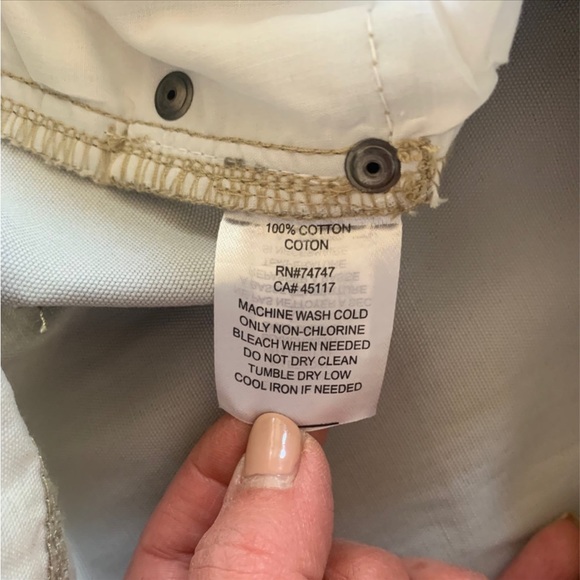 100% COTTON
COTON
RN#74747
CA# 45117
MACHINE WASH COLD
ONLY NON-CHLORINE
BLEACH WHEN NEEDED
DO NOT DRY CLEAN
TUMBLE DRY LOW
COOL IRON IF NEEDED